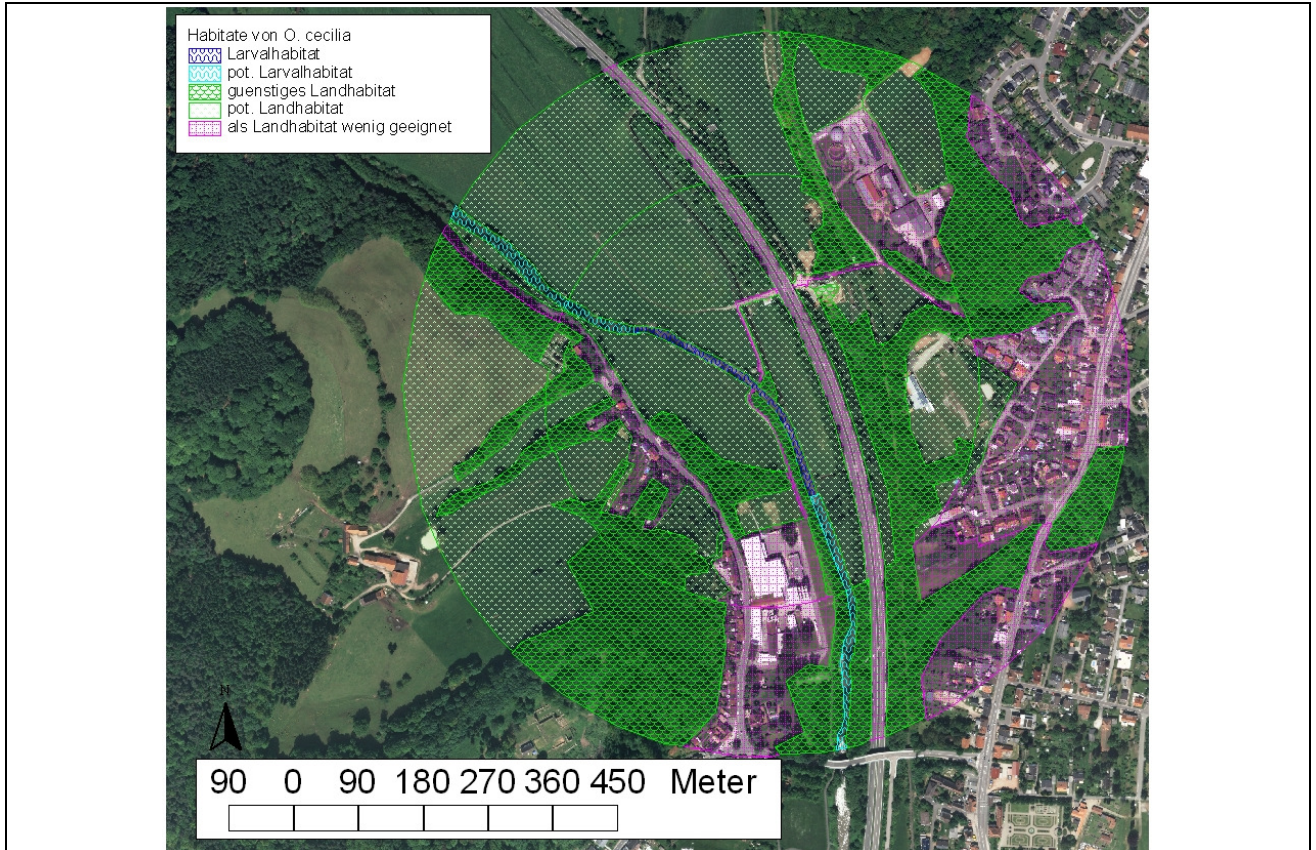 Habitate von O. cecilia
Larvalhabitat
pot. Larvalhabitat
guenstiges Landhabitat
pot. Landhabitat
als Landhabitat wenig geeignet
N
90 0 90 180 270 360 450 Meter